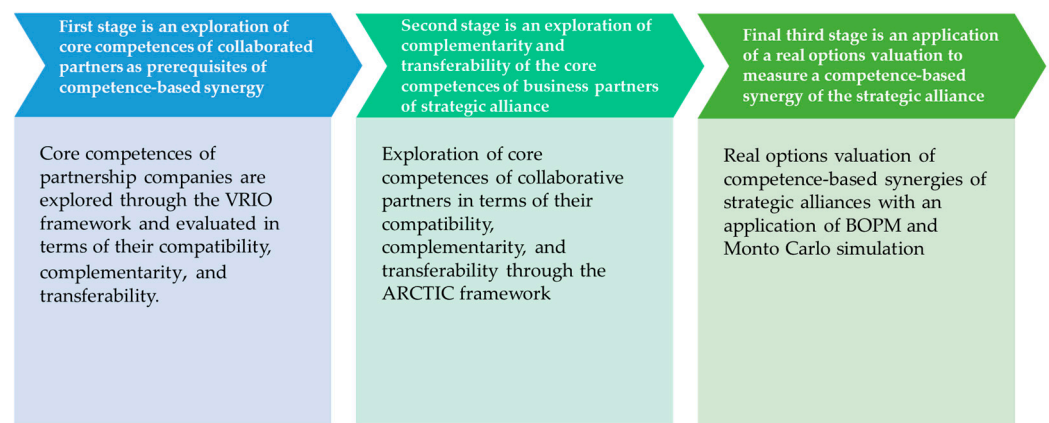 First stage is an exploration of
core competences of collaborated
partners as prerequisites of
competence-based synergy
Core competences of
partnership companies are
explored through the VRIO
framework and evaluated in
terms of their compatibility,
complementarity, and
transferability.
Second stage is an exploration of
complementarity and
transferability of the core
competences of business partners
of strategic alliance
Exploration of core
competences of collaborative
partners in terms of their
compatibility,
complementarity, and
transferability through the
ARCTIC framework
Final third stage is an application
of a real options valuation to
measure a competence-based
synergy of the strategic alliance
Real options valuation of
competence-based synergies of
strategic alliances with an
application of BOPM and
Monto Carlo simulation